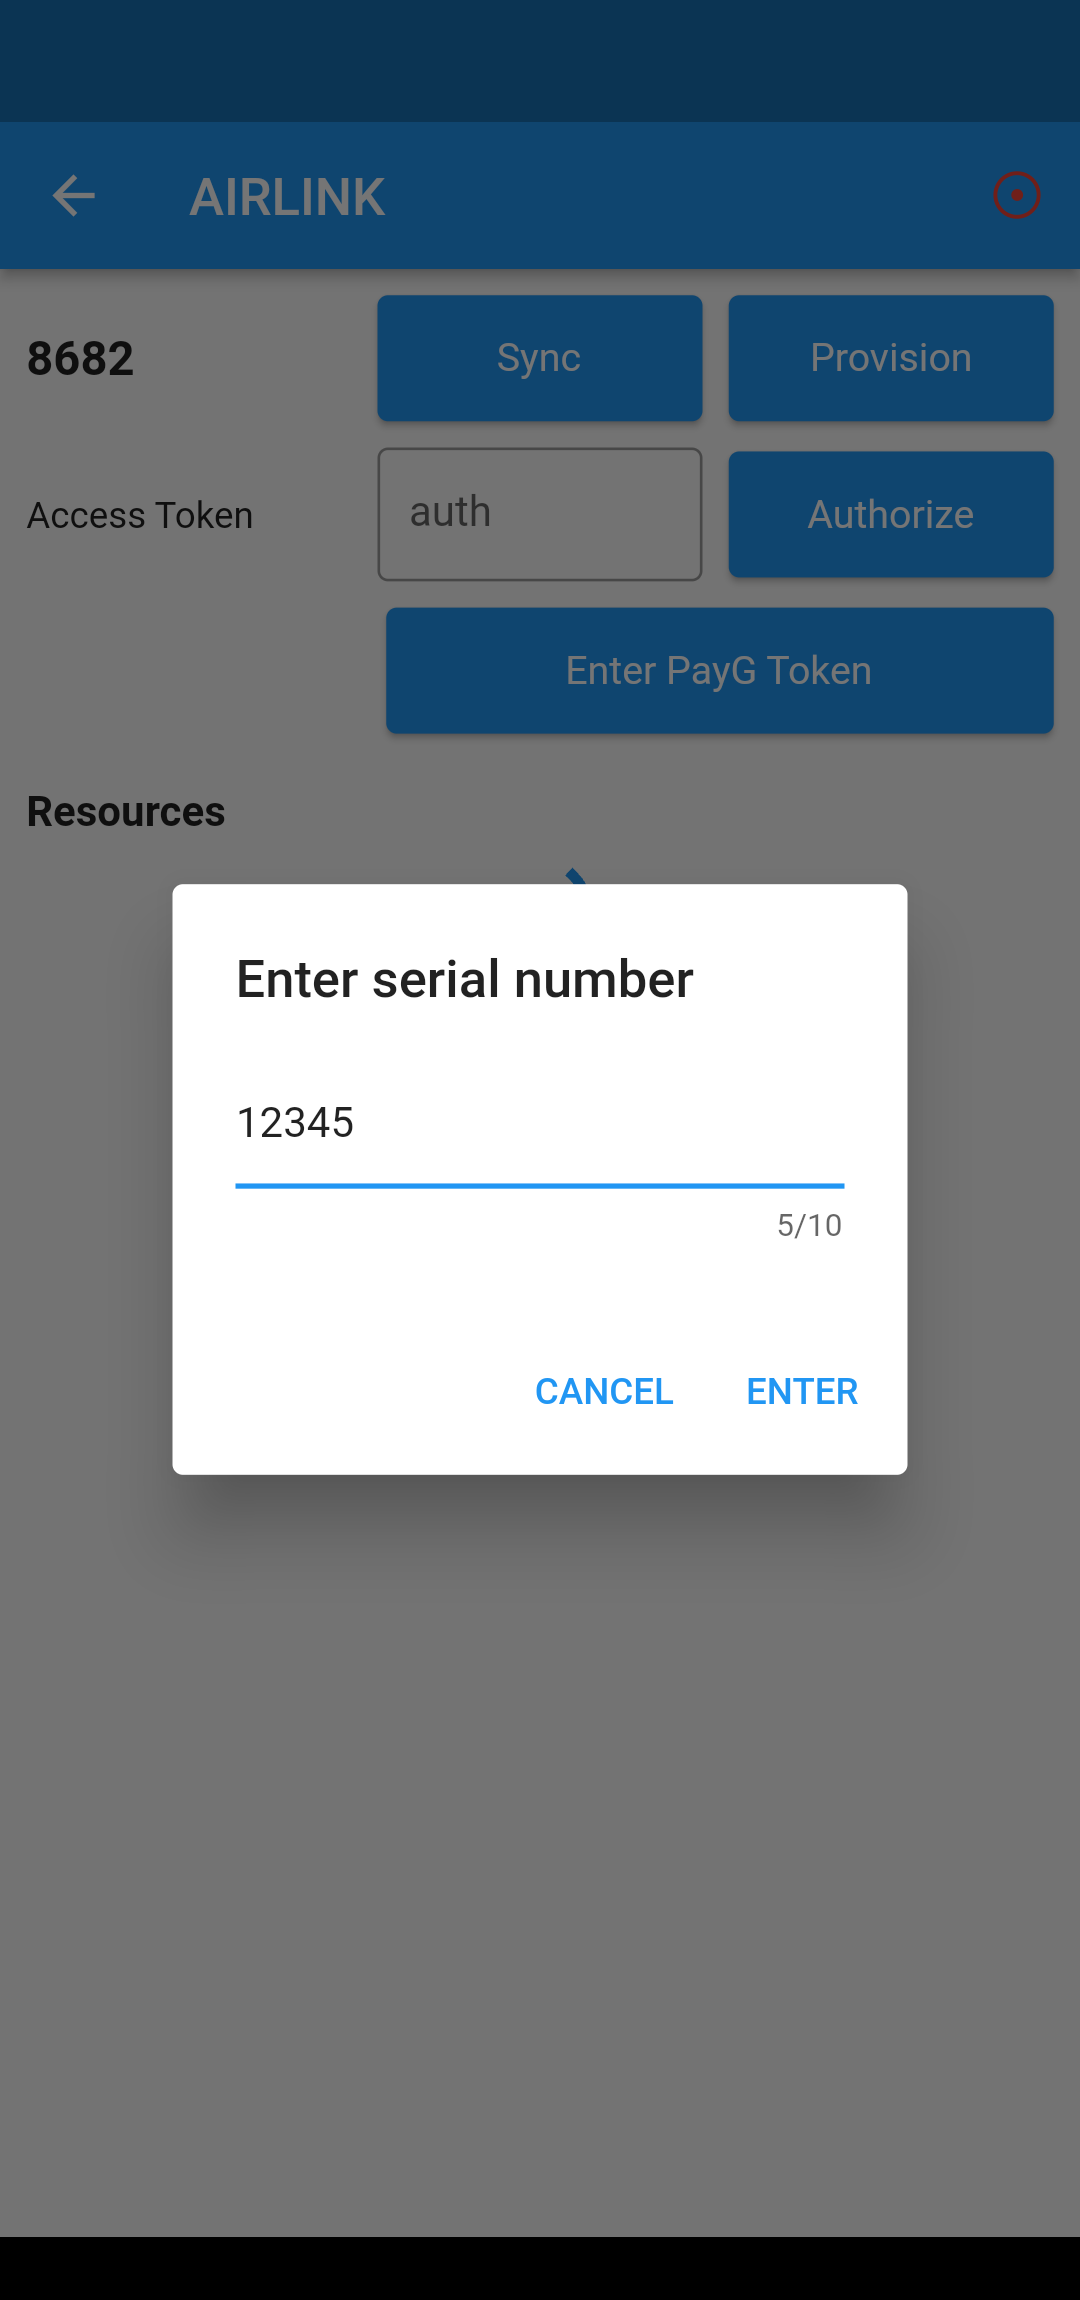 AIRLINK
8682 Sync Provision
Access Token auth Authorize
Enter PayG Token
Resources
Enter serial number
12345
5/10
CANCEL ENTER